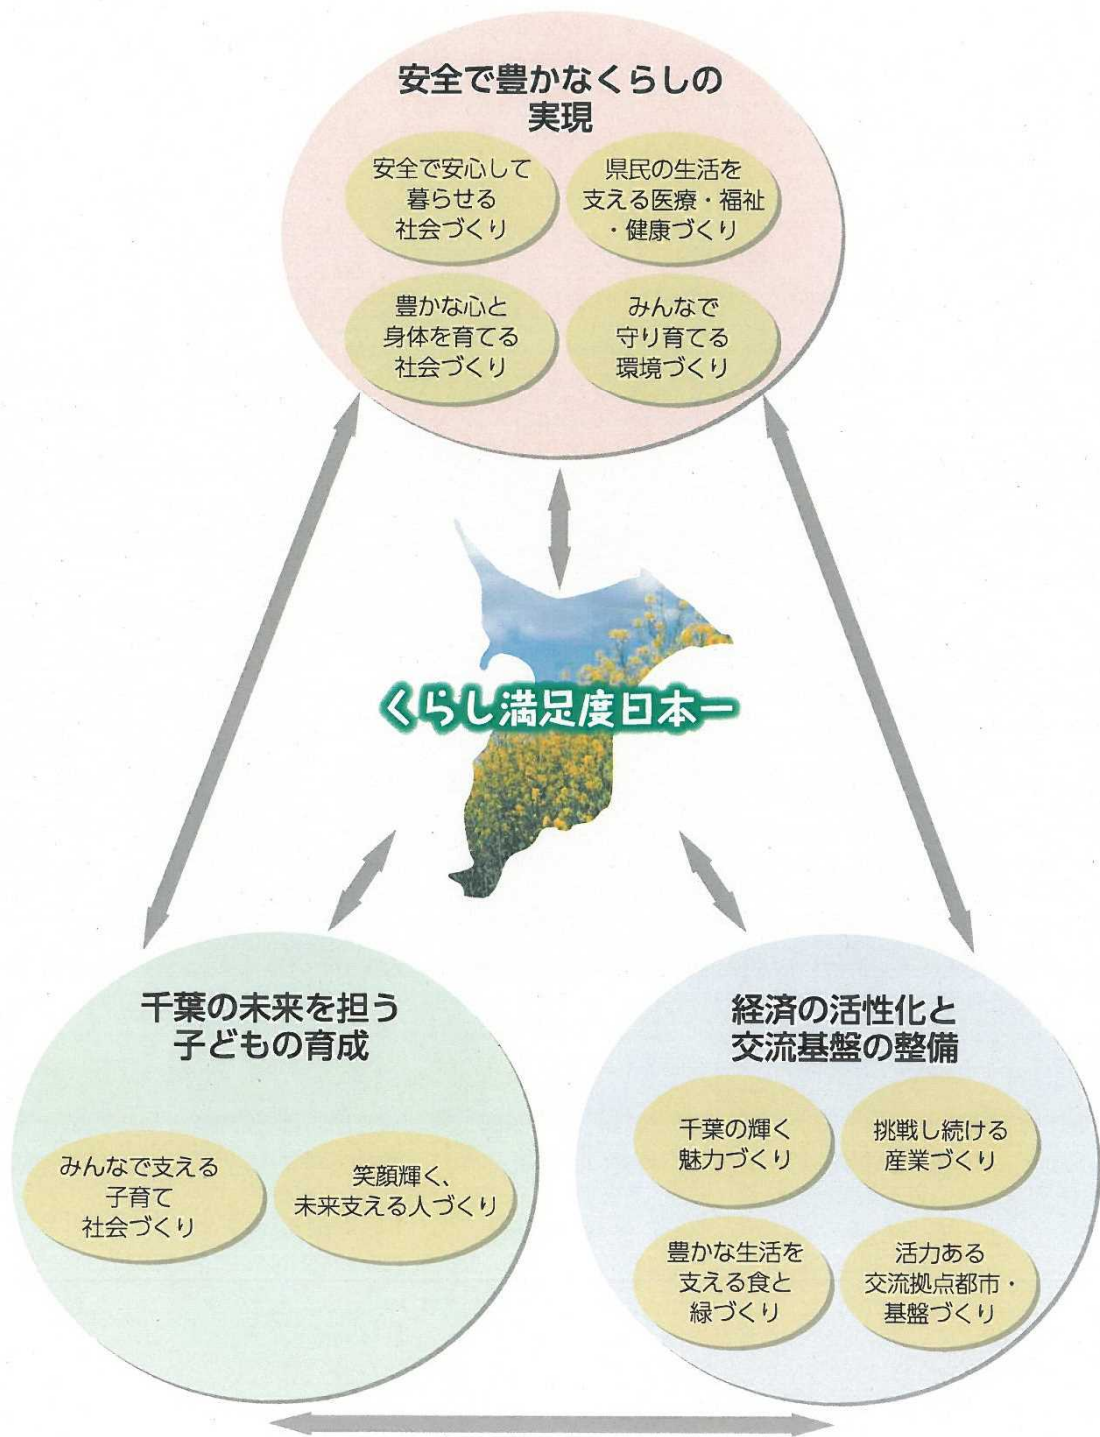 安全で豊かなくらしの
実現
安全で安心して
暮らせる
社会づくり
県民の生活を
支える医療・福祉
・健康づくり
豊かな心と
身体を育てる
社会づくり
みんなで
守り育てる
環境づくり
くらし満足度日本一
千葉の未来を担う
子どもの育成
みんなで支える
子育て
社会づくり
笑顔輝く、
未来支える人づくり
経済の活性化と
交流基盤の整備
千葉の輝く
魅力づくり
挑戦し続ける
産業づくり
豊かな生活を
支える食と
緑づくり
活力ある
交流拠点都市・
基盤づくり